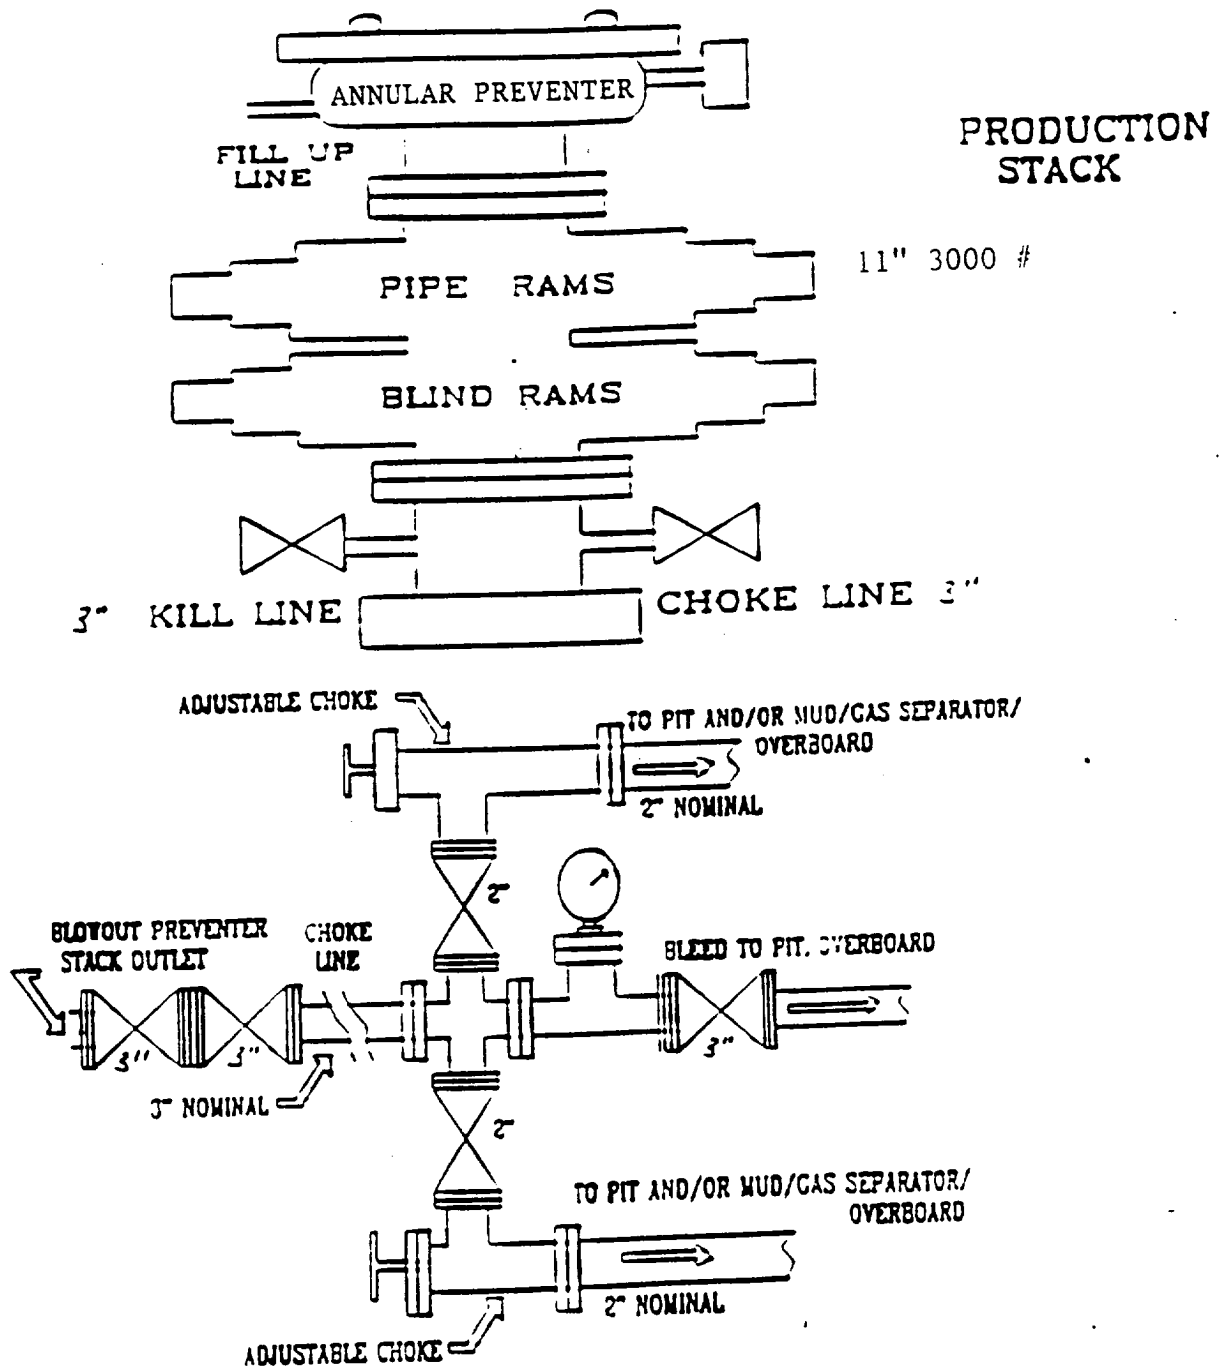 ANNULAR PREVENTER
FILL UP
LINE
PRODUCTION
STACK
PIPE RAMS
11" 3000 #
BLIND RAMS
3" KILL LINE
CHOKE LINE 3"
ADJUSTABLE CHOKE
TO PIT AND/OR MUD/GAS SEPARATOR/
OVERBOARD
2" NOMINAL
2"
BLOWOUT PREVENTER
STACK OUTLET
CHOKE
LINE
BLEED TO PIT, OVERBOARD
3"
3"
3"
3" NOMINAL
2"
TO PIT AND/OR MUD/GAS SEPARATOR/
OVERBOARD
2" NOMINAL
ADJUSTABLE CHOKE